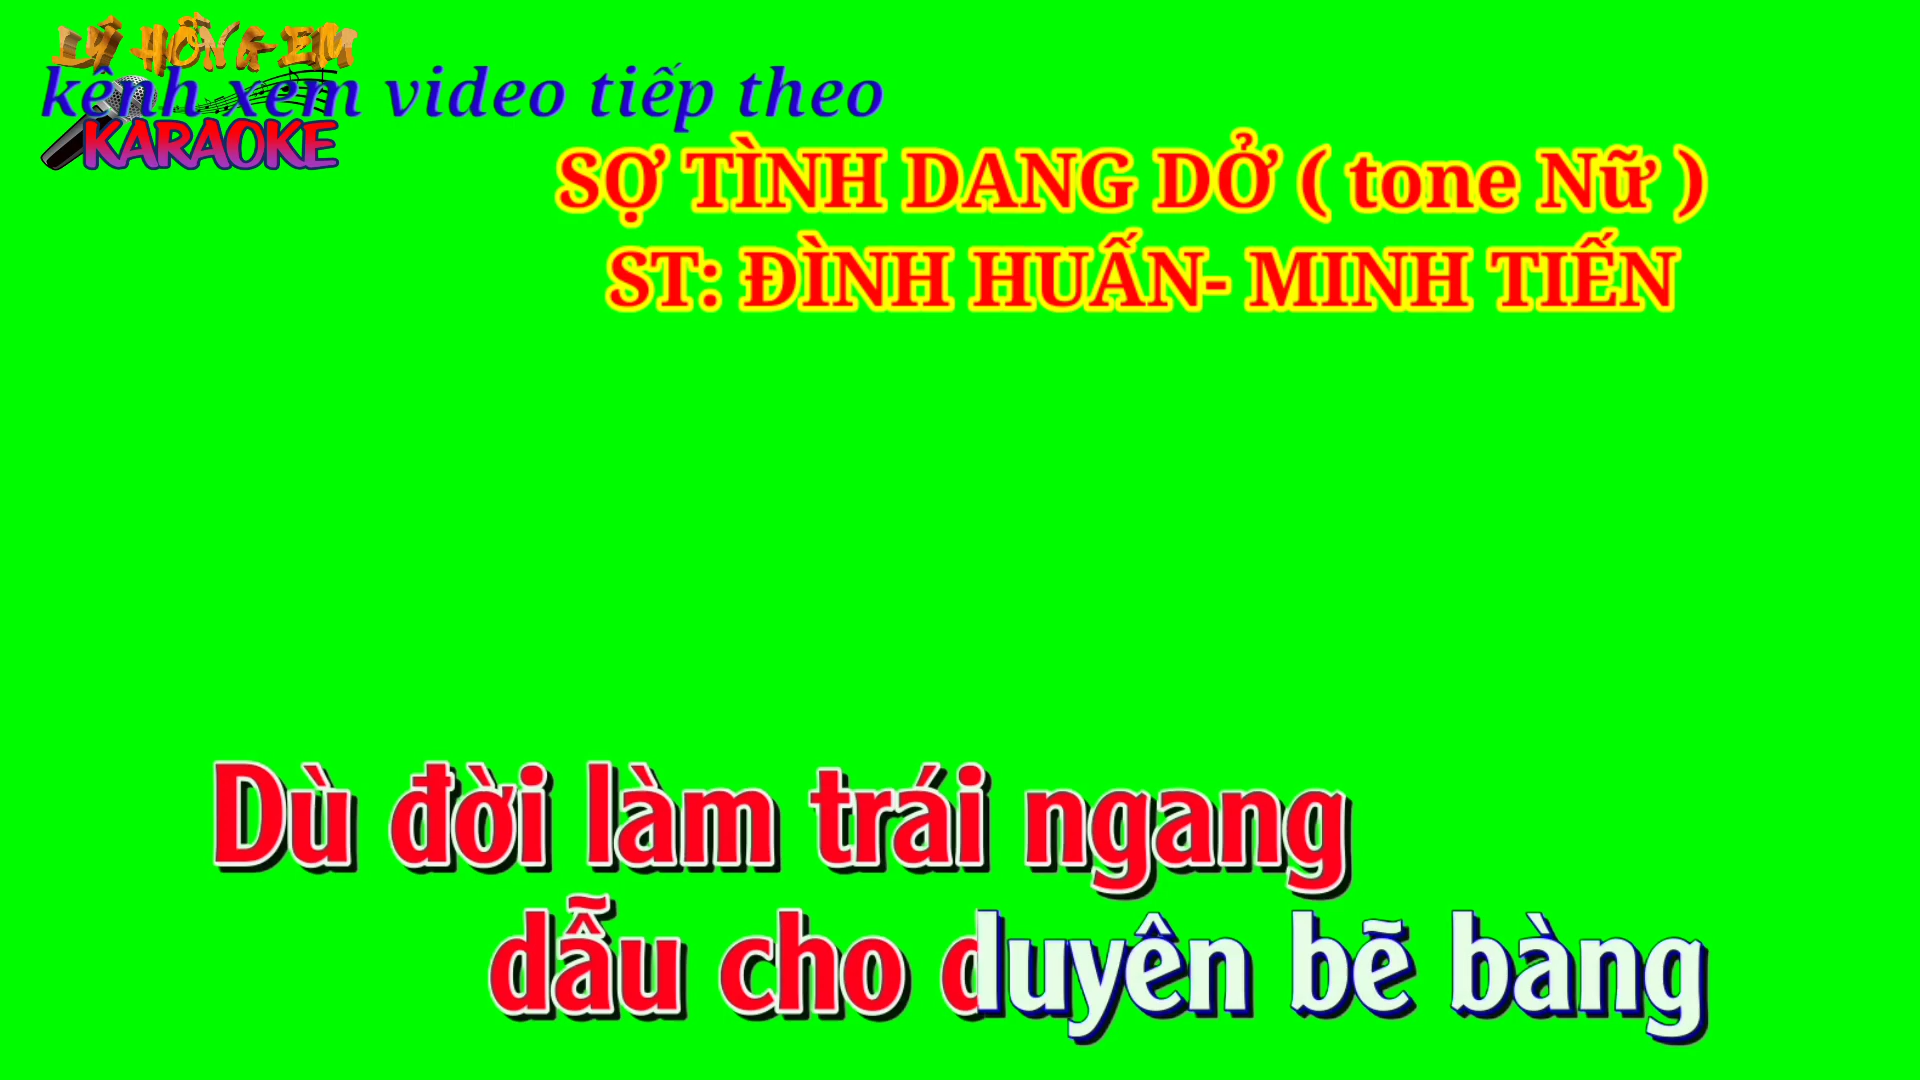 LÝ HỒNG EM
kênh xem video tiếp theo
KARAOKE
SỢ TÌNH DANG DỞ ( tone Nữ )
ST: ĐÌNH HUẤN- MINH TIẾN
Dù đời làm trái ngang
dẫu cho duyên bẽ bàng